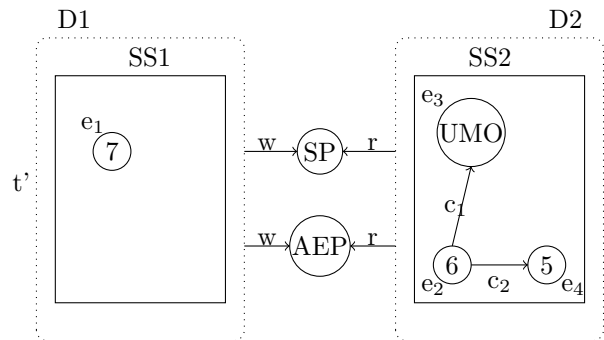 D1
D2
SS1
SS2
e₁
7
t'
w
SP
r
w
AEP
r
e₃
UMO
c₁
6
e₂
c₂
5
e₄